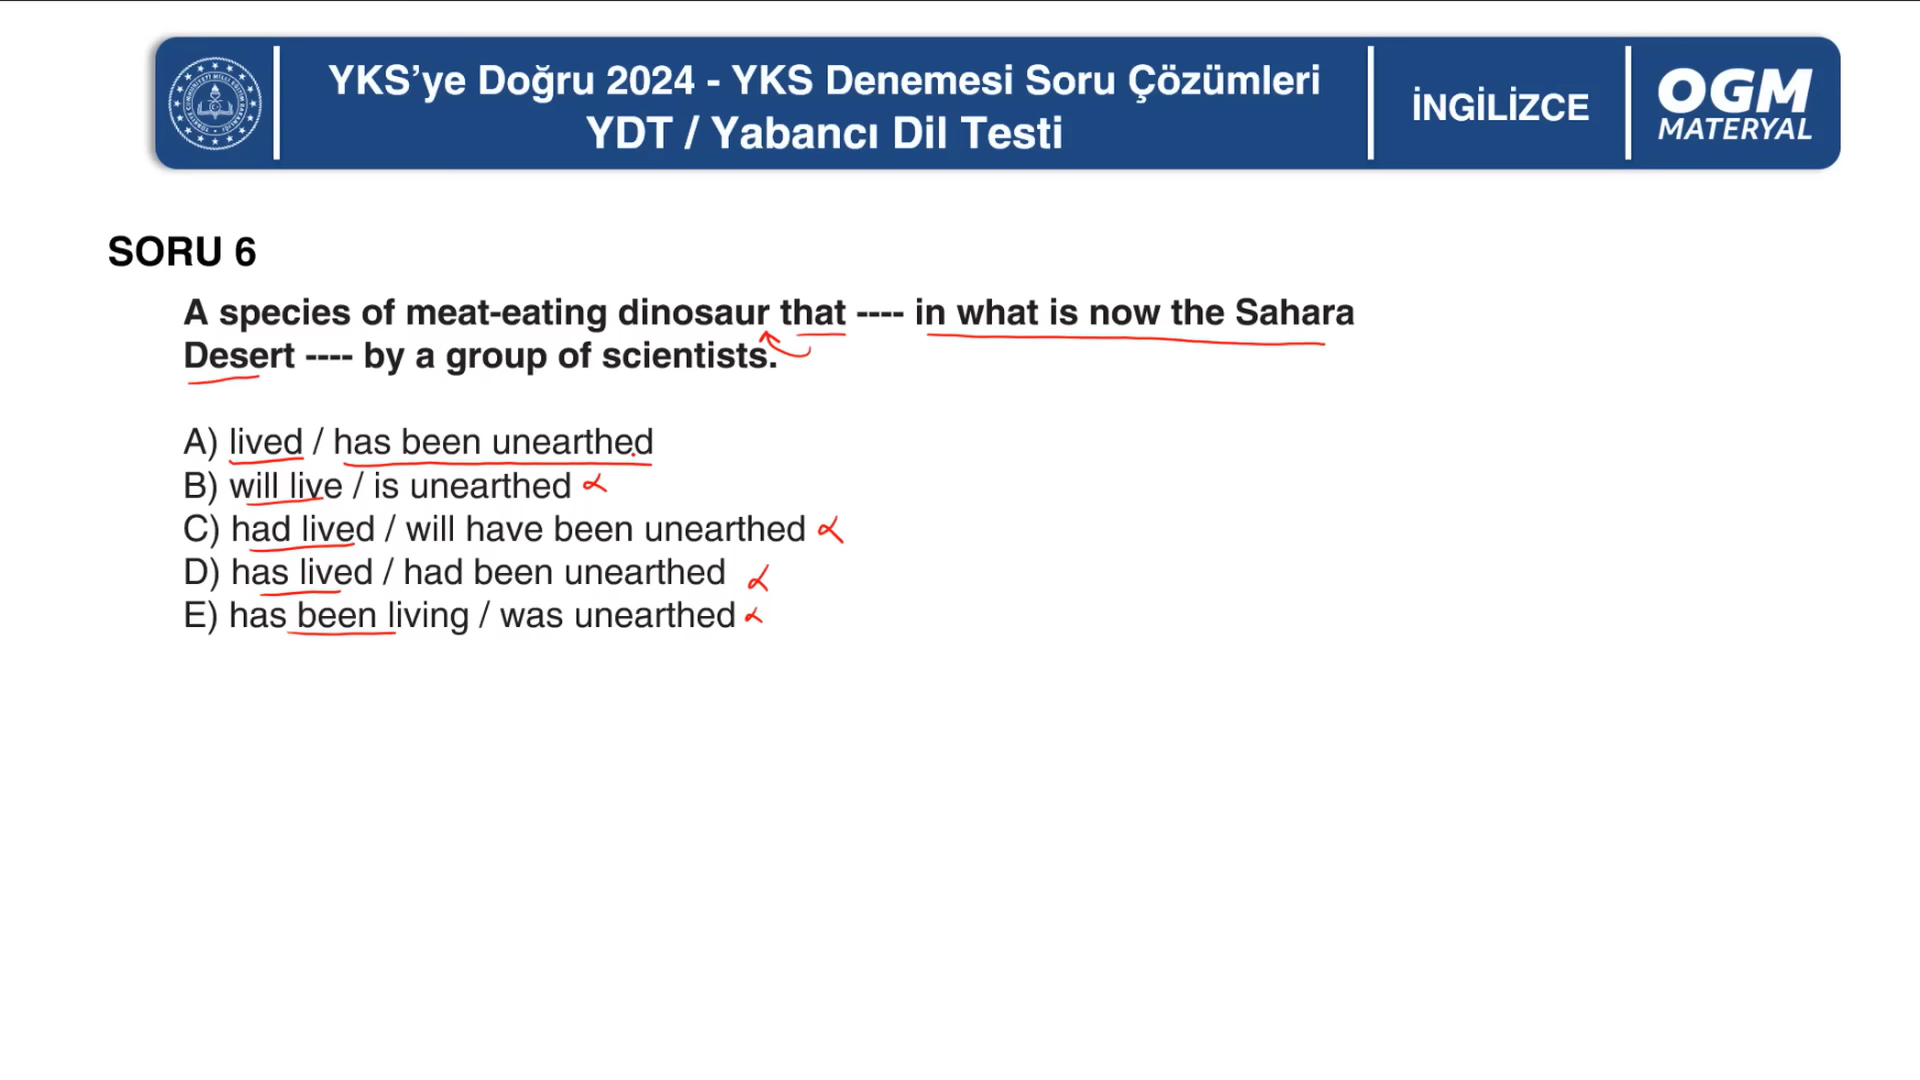 YKS’ye Doğru 2024 - YKS Denemesi Soru Çözümleri
YDT / Yabancı Dil Testi
İNGİLİZCE
OGM
MATERYAL
SORU 6
A species of meat-eating dinosaur that ---- in what is now the Sahara
Desert ---- by a group of scientists.
A) lived / has been unearthed
B) will live / is unearthed
C) had lived / will have been unearthed
D) has lived / had been unearthed
E) has been living / was unearthed